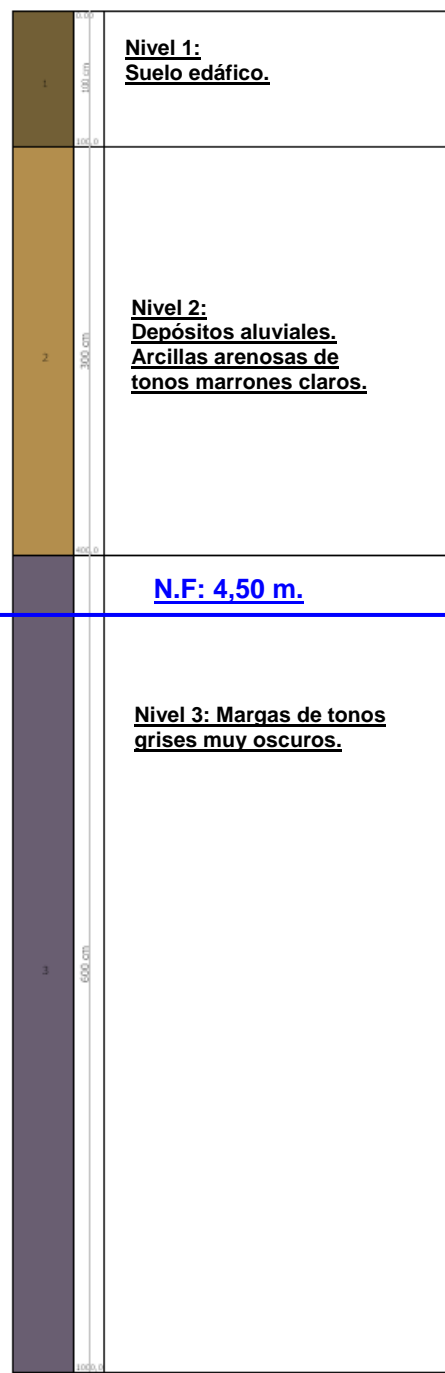 0.00
Nivel 1:
Suelo edáfico.
1
100 cm
100,0
Nivel 2:
Depósitos aluviales.
Arcillas arenosas de
tonos marrones claros.
2
300 cm
400,0
N.F: 4,50 m.
Nivel 3: Margas de tonos
grises muy oscuros.
3
600 cm
1000,0